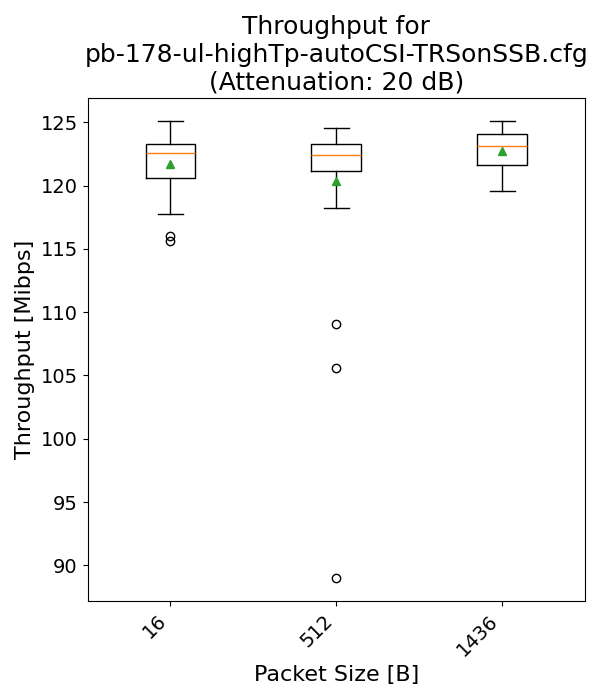 Throughput for
pb-178-ul-highTp-autoCSI-TRSonSSB.cfg
(Attenuation: 20 dB)
Throughput [Mibps]
125
120
115
110
105
100
95
90
16
512
1436
Packet Size [B]